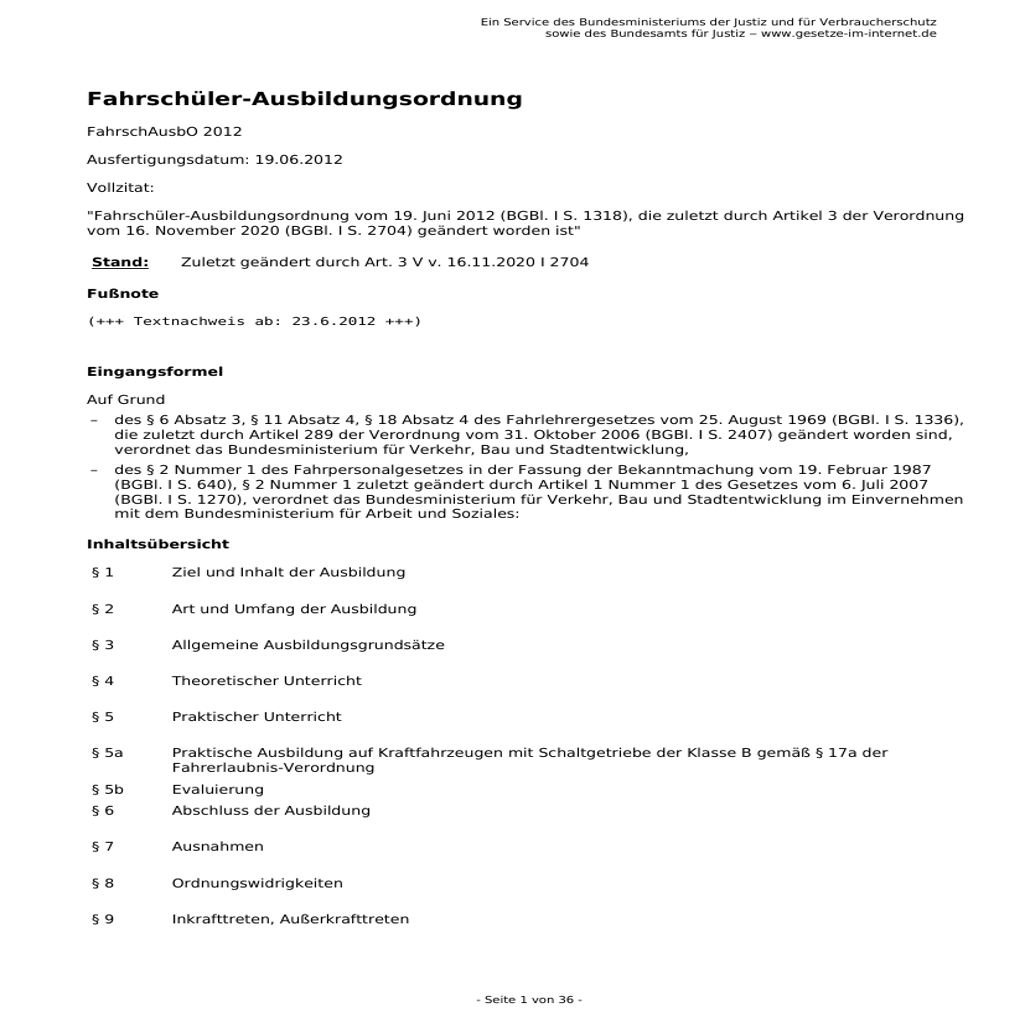 Ein Service des Bundesministeriums der Justiz und für Verbraucherschutz
sowie des Bundesamts für Justiz – www.gesetze-im-internet.de
Fahrschüler-Ausbildungsordnung
FahrschAusbO 2012
Ausfertigungsdatum: 19.06.2012
Vollzitat:
"Fahrschüler-Ausbildungsordnung vom 19. Juni 2012 (BGBl. I S. 1318), die zuletzt durch Artikel 3 der Verordnung
vom 16. November 2020 (BGBl. I S. 2704) geändert worden ist"
Stand: Zuletzt geändert durch Art. 3 V v. 16.11.2020 I 2704
Fußnote
(+++ Textnachweis ab: 23.6.2012 +++)
Eingangsformel
Auf Grund
– des § 6 Absatz 3, § 11 Absatz 4, § 18 Absatz 4 des Fahrlehrergesetzes vom 25. August 1969 (BGBl. I S. 1336),
die zuletzt durch Artikel 289 der Verordnung vom 31. Oktober 2006 (BGBl. I S. 2407) geändert worden sind,
verordnet das Bundesministerium für Verkehr, Bau und Stadtentwicklung,
– des § 2 Nummer 1 des Fahrpersonalgesetzes in der Fassung der Bekanntmachung vom 19. Februar 1987
(BGBl. I S. 640), § 2 Nummer 1 zuletzt geändert durch Artikel 1 Nummer 1 des Gesetzes vom 6. Juli 2007
(BGBl. I S. 1270), verordnet das Bundesministerium für Verkehr, Bau und Stadtentwicklung im Einvernehmen
mit dem Bundesministerium für Arbeit und Soziales:
Inhaltsübersicht
§ 1 Ziel und Inhalt der Ausbildung
§ 2 Art und Umfang der Ausbildung
§ 3 Allgemeine Ausbildungsgrundsätze
§ 4 Theoretischer Unterricht
§ 5 Praktischer Unterricht
§ 5a Praktische Ausbildung auf Kraftfahrzeugen mit Schaltgetriebe der Klasse B gemäß § 17a der
Fahrerlaubnis-Verordnung
§ 5b Evaluierung
§ 6 Abschluss der Ausbildung
§ 7 Ausnahmen
§ 8 Ordnungswidrigkeiten
§ 9 Inkrafttreten, Außerkrafttreten
- Seite 1 von 36 -